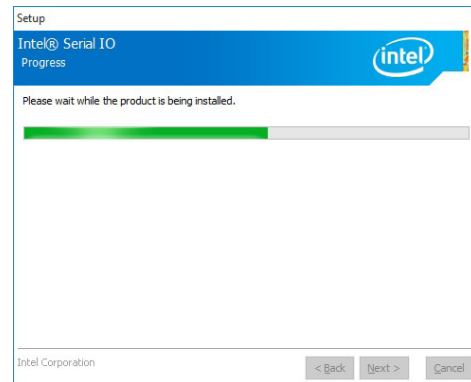 Setup
Intel® Serial IO
Progress
intel
Please wait while the product is being installed.
Intel Corporation
< Back
Next >
Cancel